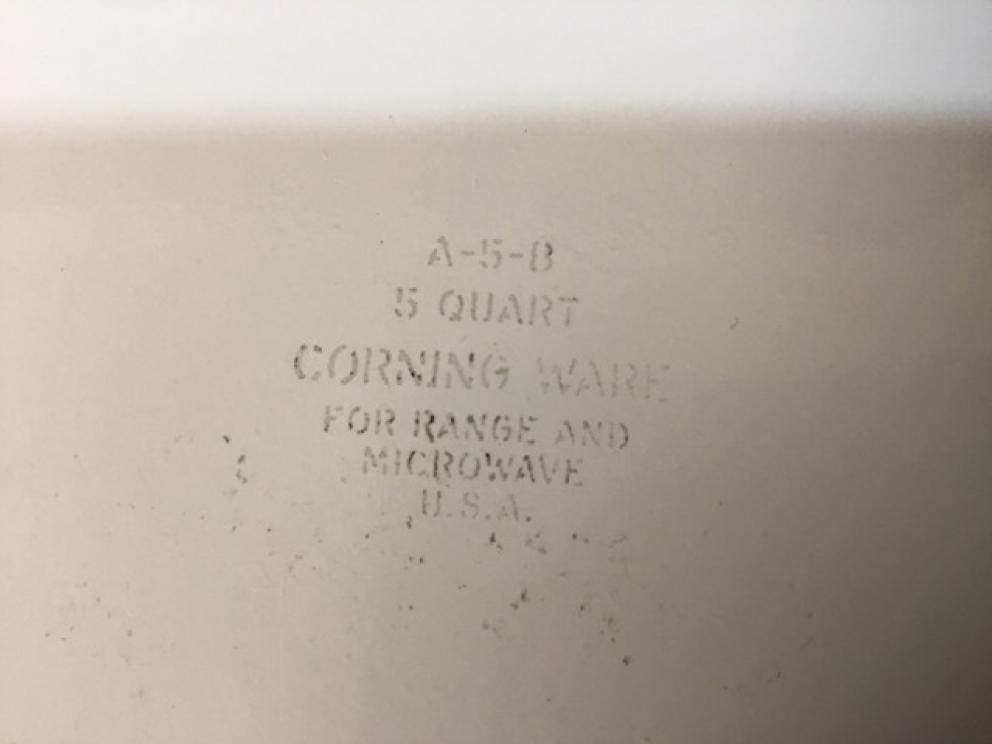 A-5-B
5 QUART
CORNING WARE
FOR RANGE AND
MICROWAVE
U.S.A.